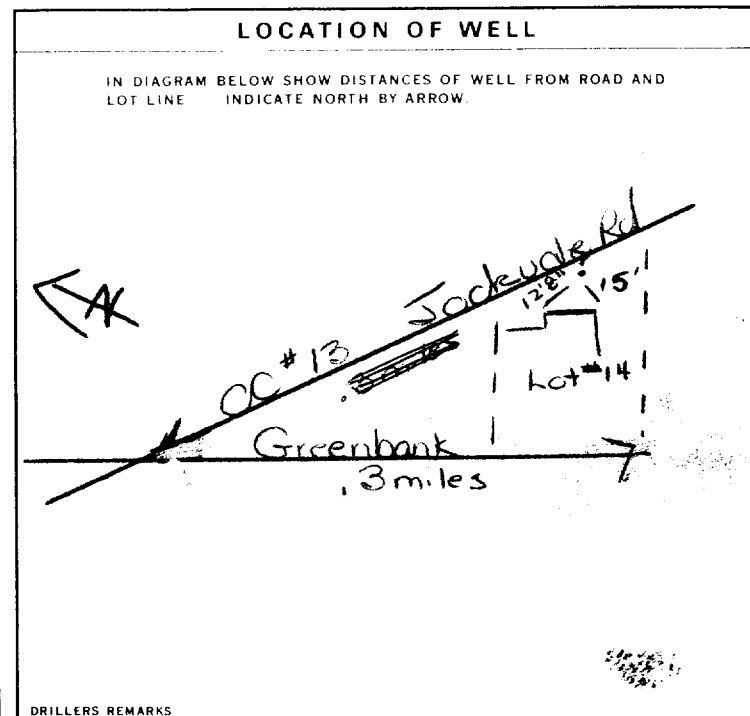 LOCATION OF WELL
IN DIAGRAM BELOW SHOW DISTANCES OF WELL FROM ROAD AND
LOT LINE INDICATE NORTH BY ARROW.
Jockvale Rd
N
12'8"
15'
CC # 13
Lot # 14
Greenbank
.3 miles
DRILLERS REMARKS